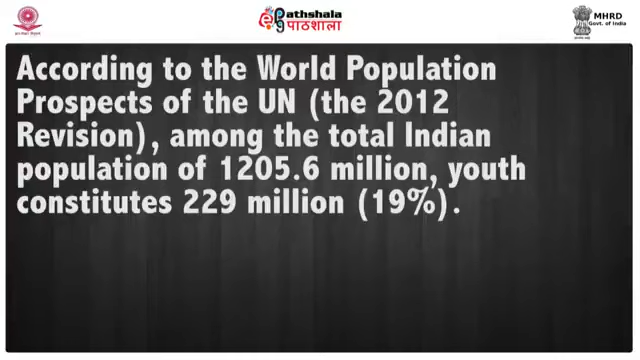 ePathshala
पाठशाला
MHRD
Govt. of India
According to the World Population
Prospects of the UN (the 2012
Revision), among the total Indian
population of 1205.6 million, youth
constitutes 229 million (19%).